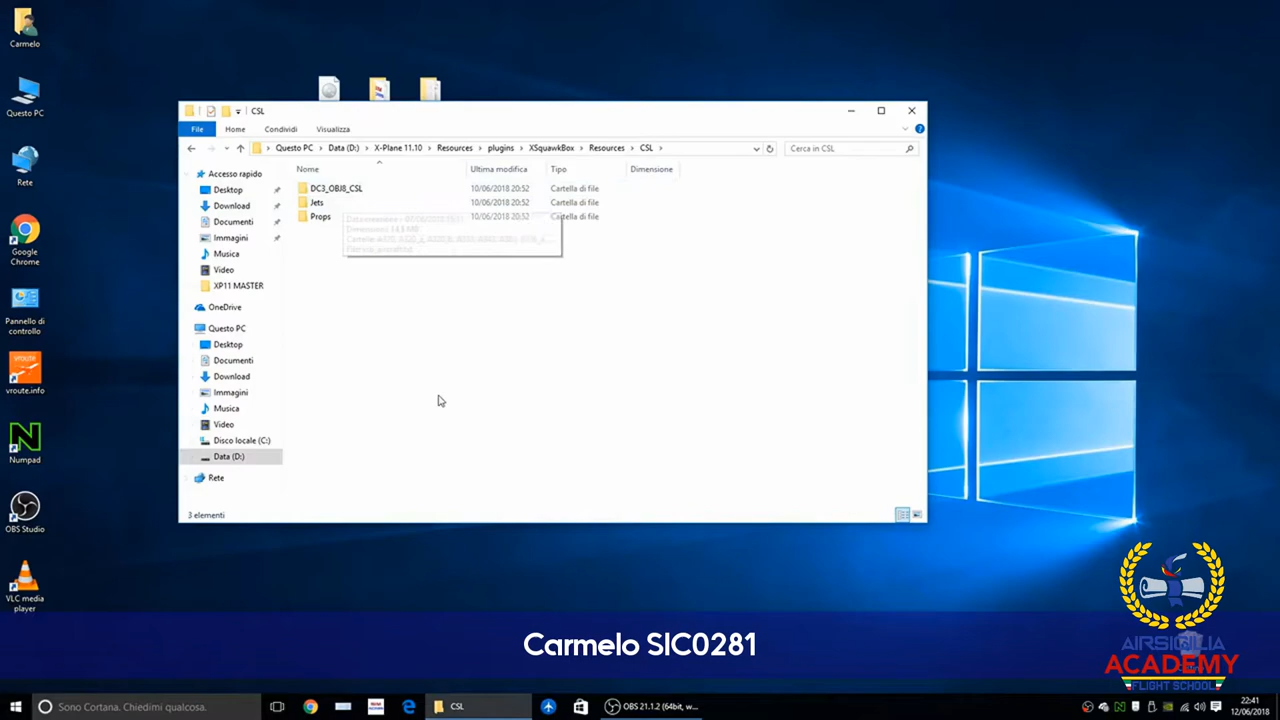 Carmelo
Questo PC
Rete
Google
Chrome
Pannello di
controllo
vroute
vroute.info
Numpad
OBS Studio
VLC media
player
CSL
File
Home
Condividi
Visualizza
Questo PC
Data (D:)
X-Plane 11.10
Resources
plugins
XSquawkBox
Resources
CSL
Cerca in CSL
Nome
Ultima modifica
Tipo
Dimensione
DC3_OBJ8_CSL
10/06/2018 20:52
Cartella di file
Jets
10/06/2018 20:52
Cartella di file
Props
10/06/2018 20:52
Cartella di file
Accesso rapido
Desktop
Download
Documenti
Immagini
Musica
Video
XP11 MASTER
OneDrive
Questo PC
Desktop
Documenti
Download
Immagini
Musica
Video
Disco locale (C:)
Data (D:)
Rete
3 elementi
Carmelo SIC0281
AIRSICILIA
ACADEMY
FLIGHT SCHOOL
Sono Cortana. Chiedimi qualcosa.
CSL
OBS 21.1.2 (64bit, w...
22:41
12/06/2018